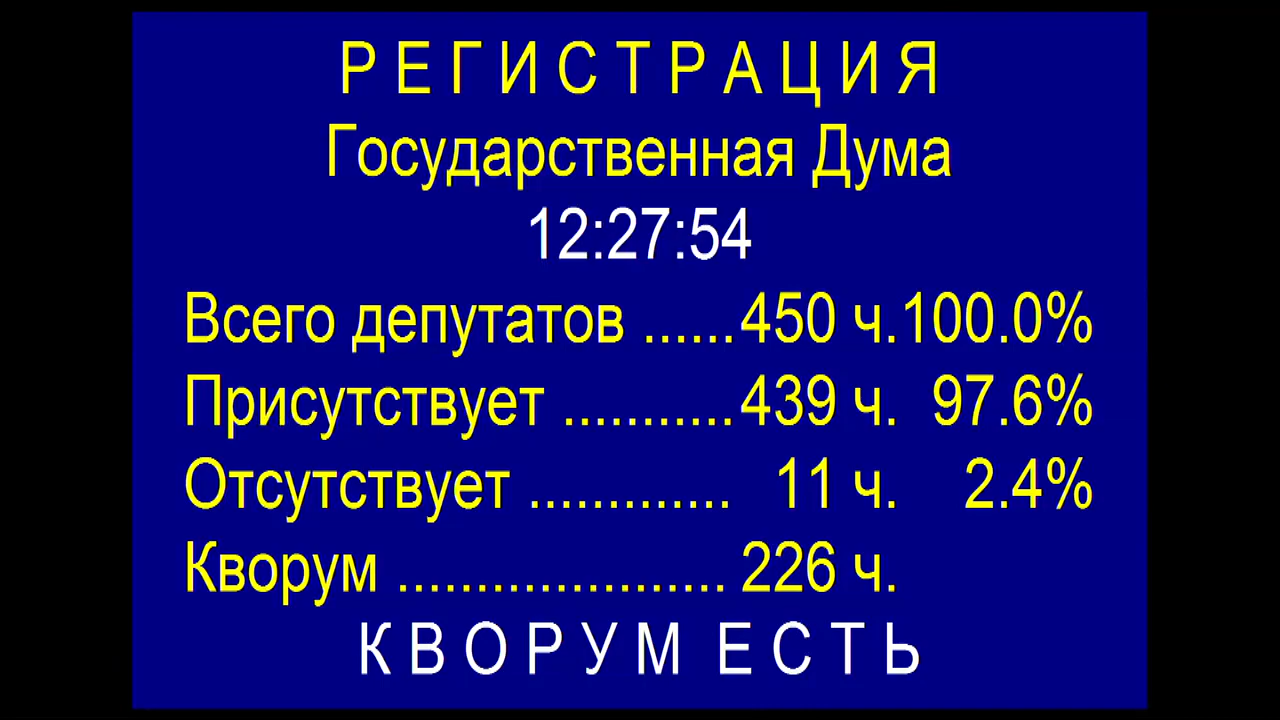 Р Е Г И С Т Р А Ц И Я
Государственная Дума
12:27:54
Всего депутатов ......450 ч.100.0%
Присутствует ...........439 ч. 97.6%
Отсутствует ............. 11 ч. 2.4%
Кворум ..................... 226 ч.
К В О Р У М Е С Т Ь